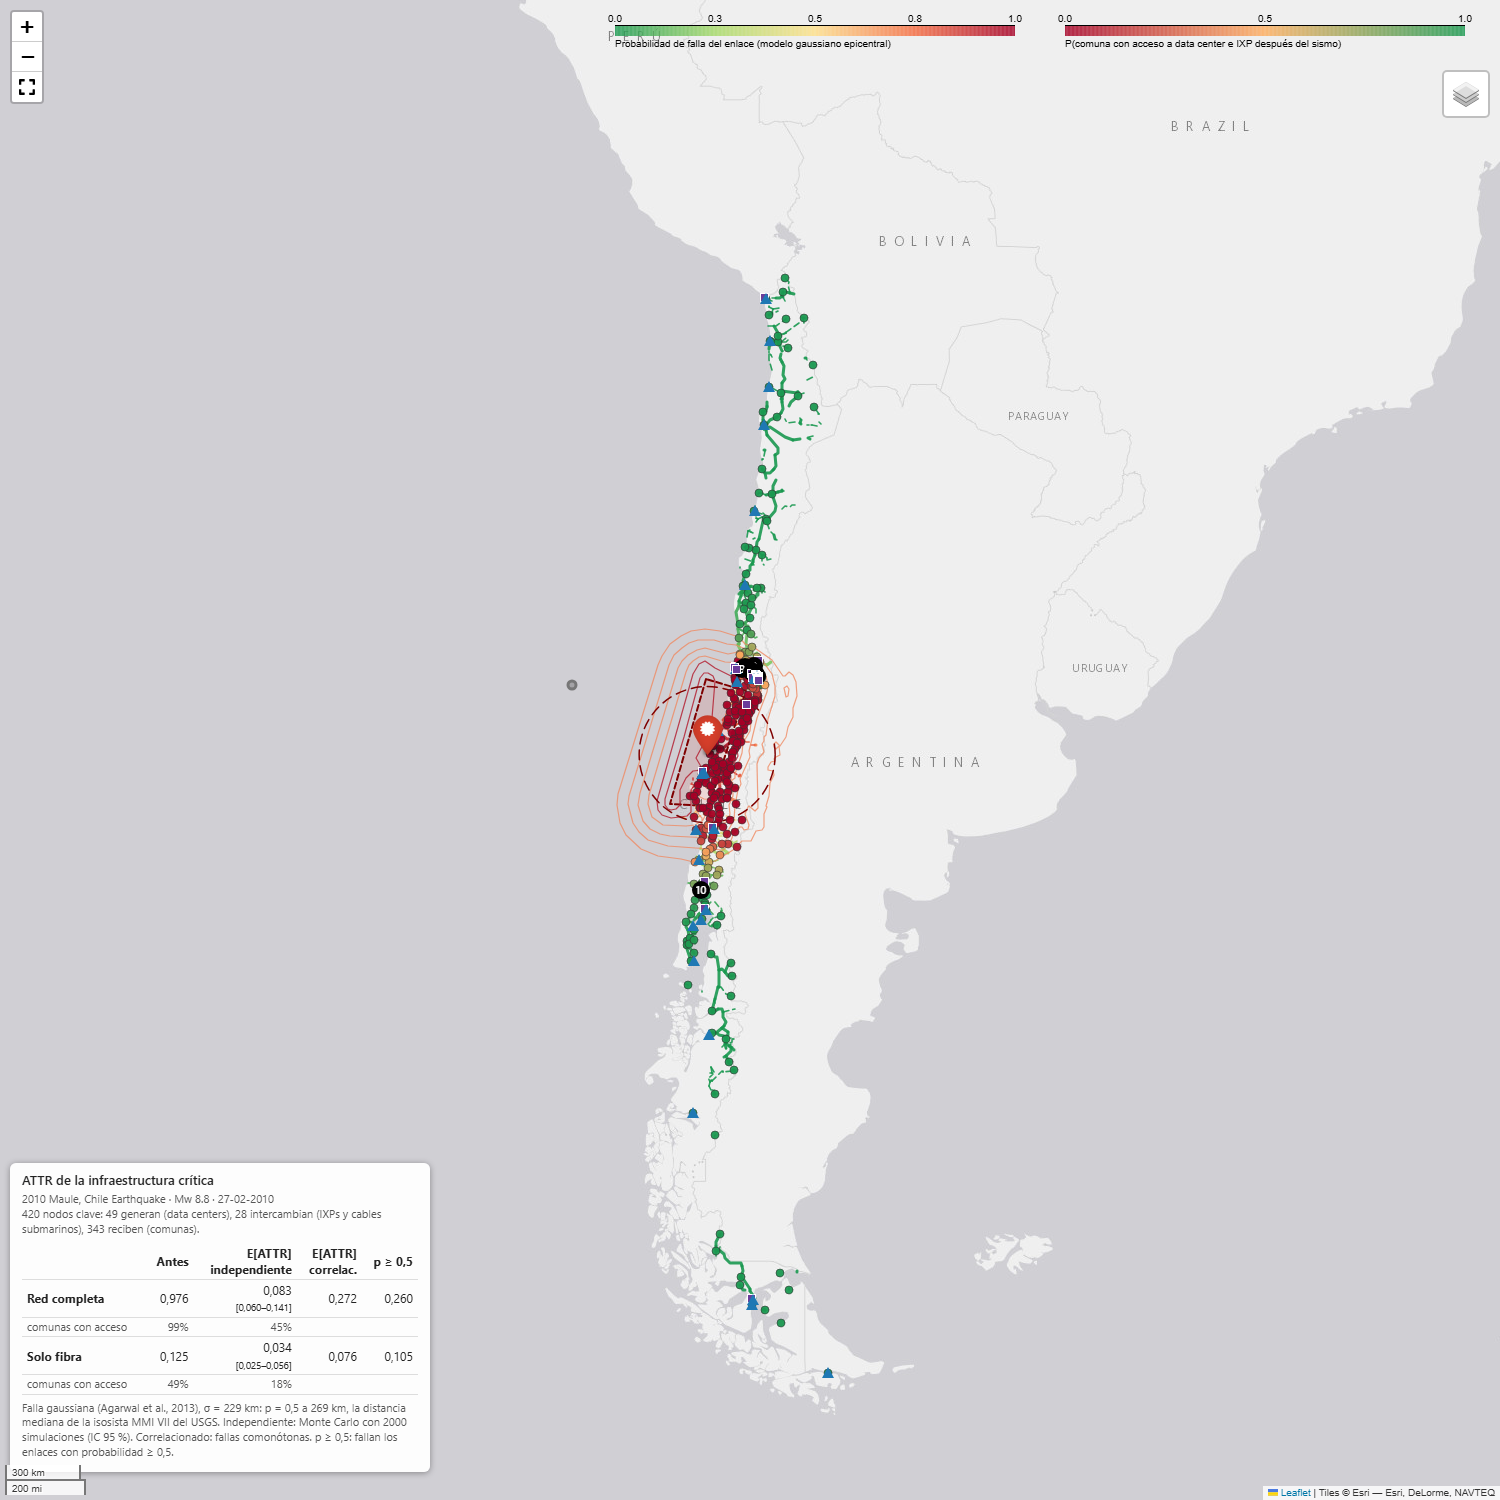 +
−
0.0 0.3 0.5 0.8 1.0
Probabilidad de falla del enlace (modelo gaussiano epicentral)
0.0 0.5 1.0
P(comuna con acceso a data center e IXP después del sismo)
PERU
BRAZIL
BOLIVIA
PARAGUAY
URUGUAY
ARGENTINA
10
ATTR de la infraestructura crítica
2010 Maule, Chile Earthquake · Mw 8.8 · 27-02-2010
420 nodos clave: 49 generan (data centers), 28 intercambian (IXPs y cables
submarinos), 343 reciben (comunas).
Antes E[ATTR] independiente E[ATTR] correlac. p ≥ 0,5
Red completa 0,976 0,083 [0,060–0,141] 0,272 0,260
comunas con acceso 99% 45%
Solo fibra 0,125 0,034 [0,025–0,056] 0,076 0,105
comunas con acceso 49% 18%
Falla gaussiana (Agarwal et al., 2013), σ = 229 km: p = 0,5 a 269 km, la distancia
mediana de la isosista MMI VII del USGS. Independiente: Monte Carlo con 2000
simulaciones (IC 95 %). Correlacionado: fallas comonótonas. p ≥ 0,5: fallan los
enlaces con probabilidad ≥ 0,5.
300 km
200 mi
Leaflet | Tiles © Esri — Esri, DeLorme, NAVTEQ